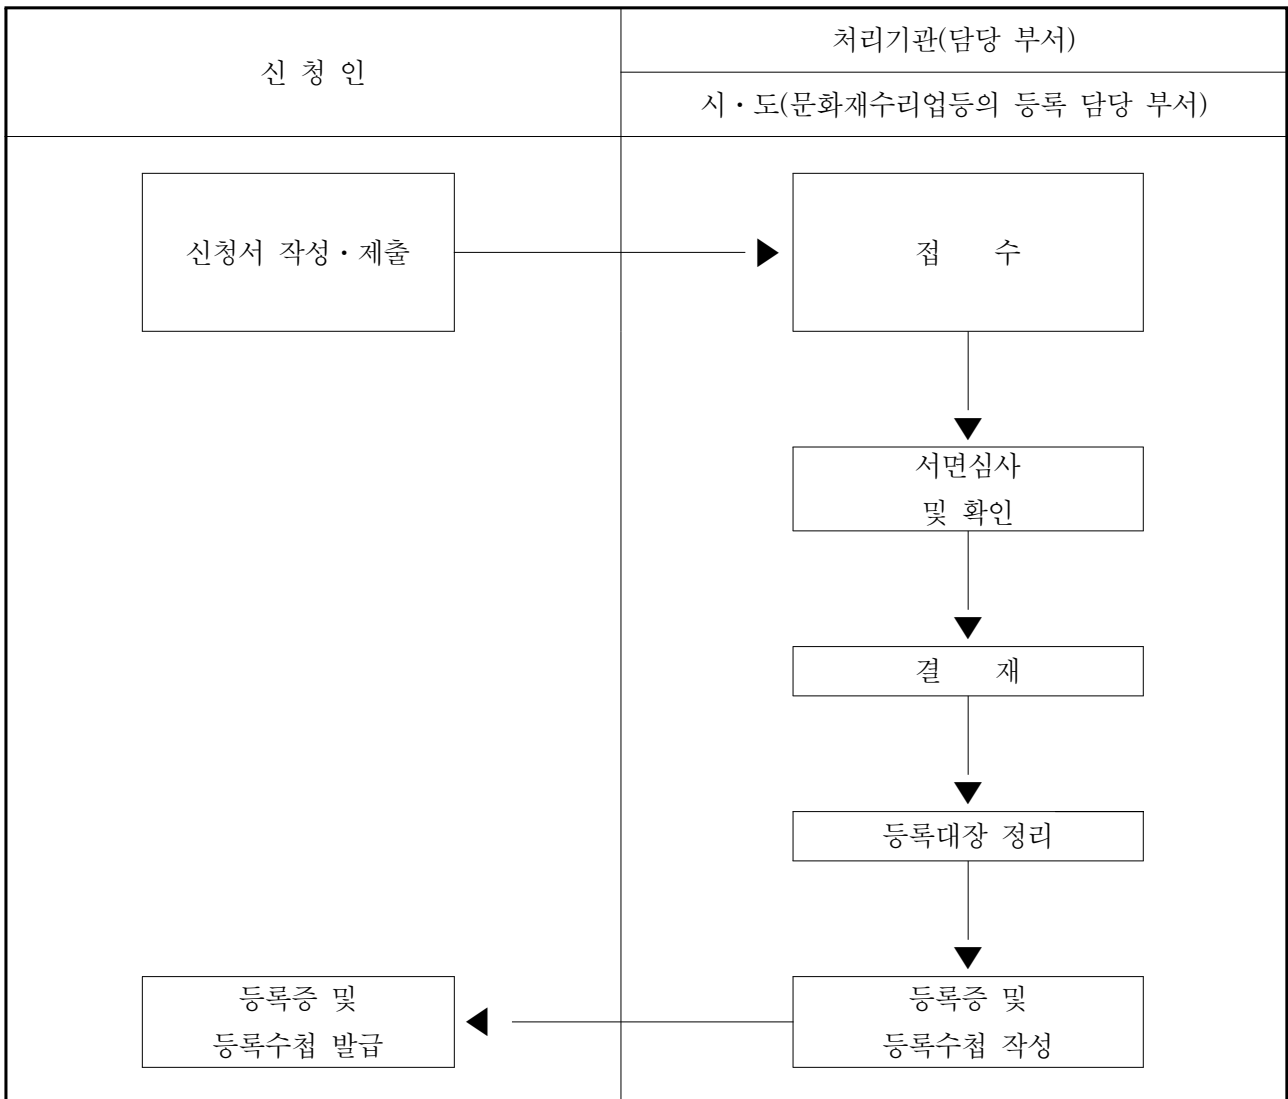 신 청 인
처리기관(담당 부서)
시・도(문화재수리업등의 등록 담당 부서)
신청서 작성・제출
접 수
서면심사
및 확인
결 재
등록대장 정리
등록증 및
등록수첩 작성
등록증 및
등록수첩 발급